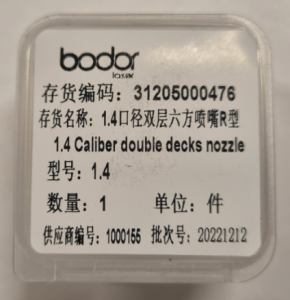 bodor
laser
存货编码：31205000476
存货名称：1.4口径双层六方喷嘴R型
1.4 Caliber double decks nozzle
型号：1.4
数量：1 单位：件
供应商编号：1000155 批次号：20221212